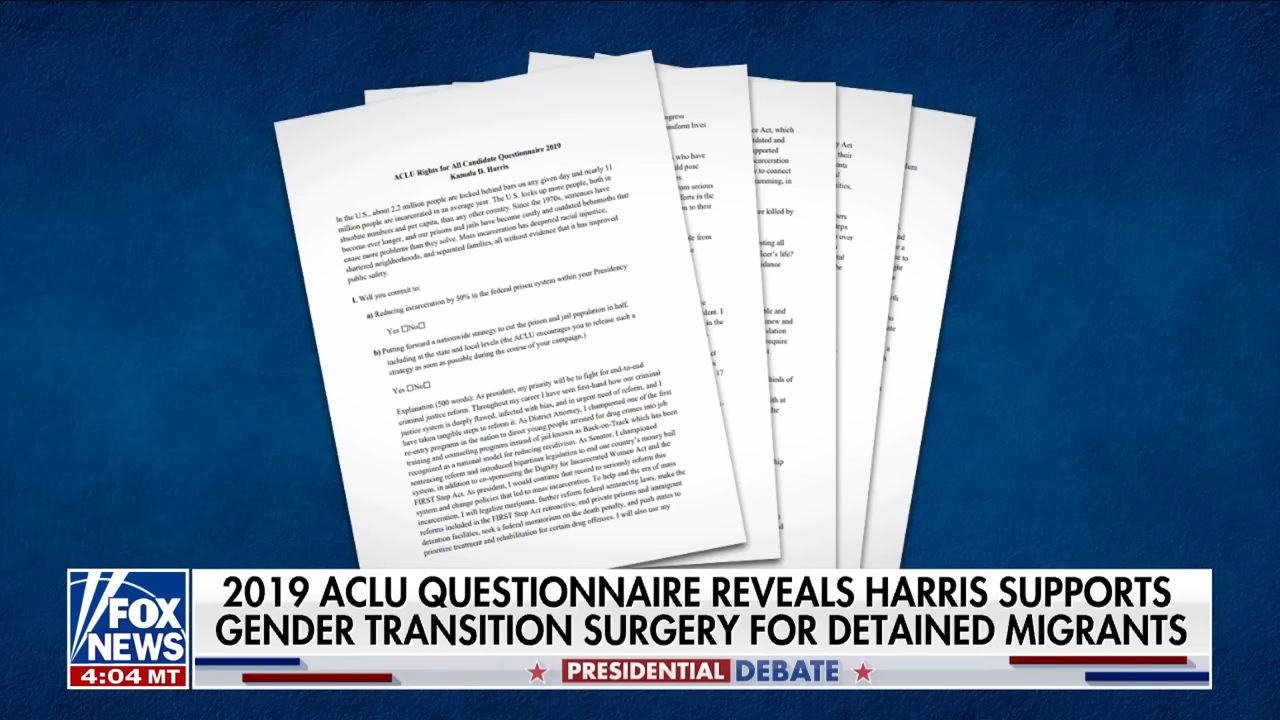 ACLU Rights for All Candidate Questionnaire 2019
Kamala D. Harris
In the U.S., about 2.2 million people are locked behind bars on any given day and nearly 11
million people are incarcerated in an average year. The U.S. locks up more people, both in
absolute numbers and per capita, than any other country. Since the 1970s, sentences have
become ever longer, and our prisons and jails have become costly and outdated behemoths that
cause more problems than they solve. Mass incarceration has deepened racial injustice,
shattered neighborhoods, and separated families, all without evidence that it has improved
public safety.
1. Will you commit to:
a) Reducing incarceration by 50% in the federal prison system within your Presidency
Yes ☐No☐
b) Putting forward a nationwide strategy to cut the prison and jail population in half,
including at the state and local levels (the ACLU encourages you to release such a
strategy as soon as possible during the course of your campaign.)
Yes ☐No☐
Explanation (500 words): As president, my priority will be to fight for end-to-end
criminal justice reform. Throughout my career I have seen first-hand how our criminal
justice system is deeply flawed, infected with bias, and in urgent need of reform, and I
have taken tangible steps to reform it. As District Attorney, I championed one of the first
re-entry programs in the nation to direct young people arrested for drug crimes into job
training and counseling programs instead of jail known as Back-on-Track which has been
recognized as a national model for reducing recidivism. As Senator, I championed
sentencing reform and introduced bipartisan legislation to end our country's money bail
system, in addition to co-sponsoring the Dignity for Incarcerated Women Act and the
FIRST Step Act. As president, I would continue that record to seriously reform this
system and change policies that led to mass incarceration. To help end the era of mass
incarceration, I will legalize marijuana, further reform federal sentencing laws, make the
reforms included in the FIRST Step Act retroactive, end private prisons and immigrant
detention facilities, seek a federal moratorium on the death penalty, and push states to
prioritize treatment and rehabilitation for certain drug offenses. I will also use my
who have
2019 ACLU QUESTIONNAIRE REVEALS HARRIS SUPPORTS
GENDER TRANSITION SURGERY FOR DETAINED MIGRANTS
FOX
NEWS
4:04 MT
PRESIDENTIAL DEBATE